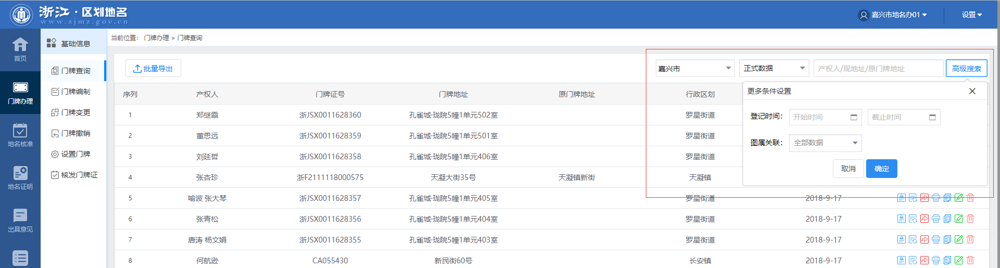 浙江·区划地名
www.zjmz.gov.cn
嘉兴市地名办01
设置
首页
门牌办理
地名核准
地名证明
出具意见
基础信息
门牌查询
门牌编制
门牌变更
门牌撤销
设置门牌
核发门牌证
当前位置： 门牌办理 > 门牌查询
批量导出
嘉兴市
正式数据
产权人/现地址/原门牌地址
高级搜索
序列 产权人 门牌证号 门牌地址 原门牌地址 行政区划
1 郑继霞 浙JSX0011628360 孔雀城·珑院5幢1单元502室 罗星街道
2 董思远 浙JSX0011628359 孔雀城·珑院5幢1单元501室 罗星街道
3 刘延哲 浙JSX0011628358 孔雀城·珑院5幢1单元406室 罗星街道
4 张杏珍 浙F2111118000575 天凝大街35号 天凝镇新街 天凝镇
5 喻波 张大琴 浙JSX0011628357 孔雀城·珑院5幢1单元405室 罗星街道 2018-9-17
6 张青松 浙JSX0011628356 孔雀城·珑院5幢1单元404室 罗星街道 2018-9-17
7 唐涛 杨文娟 浙JSX0011628355 孔雀城·珑院5幢1单元403室 罗星街道 2018-9-17
8 何航逊 CA055430 新民街60号 长安镇 2018-9-17
更多条件设置
登记时间： 开始时间 截止时间
图属关联： 全部数据
取消 确定